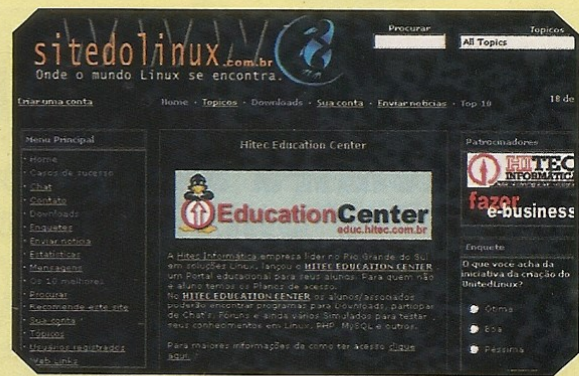 Procurar
Topicos
sitedolinux.com.br
All Topics
Onde o mundo Linux se encontra.
Criar uma conta
Home · Topicos · Downloads · Sua conta · Enviar noticias · Top 10
18 de
Menu Principal
· Home
· Casos de sucesso
· Chat
· Contato
· Downloads
· Enquetes
· Enviar noticia
· Estatísticas
· Mensagens
· Os 10 melhores
· Procurar
· Recomende este site
· Sua conta
· Tópicos
· Usuários registrados
· Web Links
Hitec Education Center
EducationCenter
educ.hitec.com.br
A Hitec Informática empresa líder no Rio Grande do Sul
em soluções Linux, lançou o HITEC EDUCATION CENTER
um Portal educacional para seus alunos. Para quem não
é aluno temos os Planos de acesso.
No HITEC EDUCATION CENTER os alunos/associados
poderão encontrar programas para Downloads, participar
de Chat's, Fóruns e ainda vários Simulados para testar
seus conhecimentos em Linux, PHP, MySQL e outros.
Para maiores informações de como ter acesso clique
aqui.
Patrocinadores
HITEC
INFORMÁTICA
fazer
e-business
Enquete
O que você acha da
iniciativa da criação do
UnitedLinux?
Ótima
Boa
Péssima